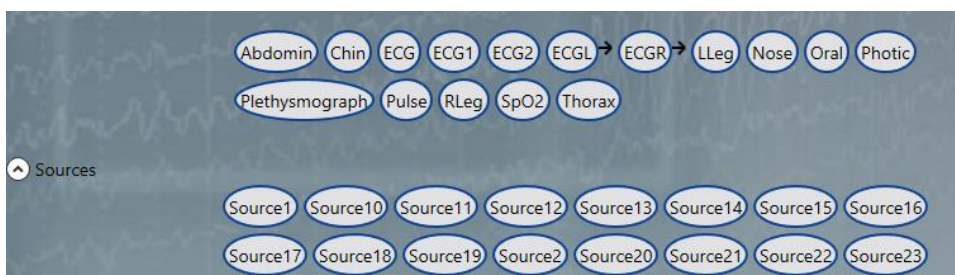 Abdomin Chin ECG ECG1 ECG2 ECGL ECGR LLeg Nose Oral Photic
Plethysmograph Pulse RLeg SpO2 Thorax
Sources
Source1 Source10 Source11 Source12 Source13 Source14 Source15 Source16
Source17 Source18 Source19 Source2 Source20 Source21 Source22 Source23